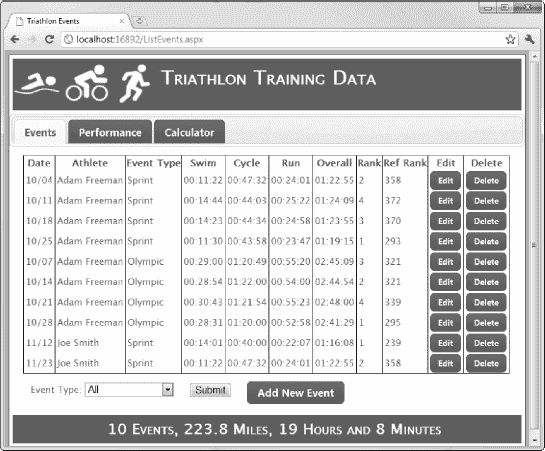 Triathlon Events
localhost:16892/ListEvents.aspx
TRIATHLON TRAINING DATA
Events Performance Calculator
Date Athlete Event Type Swim Cycle Run Overall Rank Ref Rank Edit Delete
10/04 Adam Freeman Sprint 00:11:22 00:47:32 00:24:01 01:22:55 2 358 Edit Delete
10/11 Adam Freeman Sprint 00:14:44 00:44:03 00:25:22 01:24:09 4 372 Edit Delete
10/18 Adam Freeman Sprint 00:14:23 00:44:34 00:24:58 01:23:55 3 370 Edit Delete
10/25 Adam Freeman Sprint 00:11:30 00:43:58 00:23:47 01:19:15 1 293 Edit Delete
10/07 Adam Freeman Olympic 00:29:00 01:20:49 00:55:20 02:45:09 3 321 Edit Delete
10/14 Adam Freeman Olympic 00:28:54 01:22:00 00:54:00 02:44:54 2 321 Edit Delete
10/21 Adam Freeman Olympic 00:30:43 01:21:54 00:55:23 02:48:00 4 339 Edit Delete
10/28 Adam Freeman Olympic 00:28:31 01:20:00 00:52:58 02:41:29 1 295 Edit Delete
11/12 Joe Smith Sprint 00:14:01 00:40:00 00:22:07 01:16:08 1 239 Edit Delete
11/23 Joe Smith Sprint 00:11:22 00:47:32 00:24:01 01:22:55 2 358 Edit Delete
Event Type: All Submit Add New Event
10 EVENTS, 223.8 MILES, 19 HOURS AND 8 MINUTES